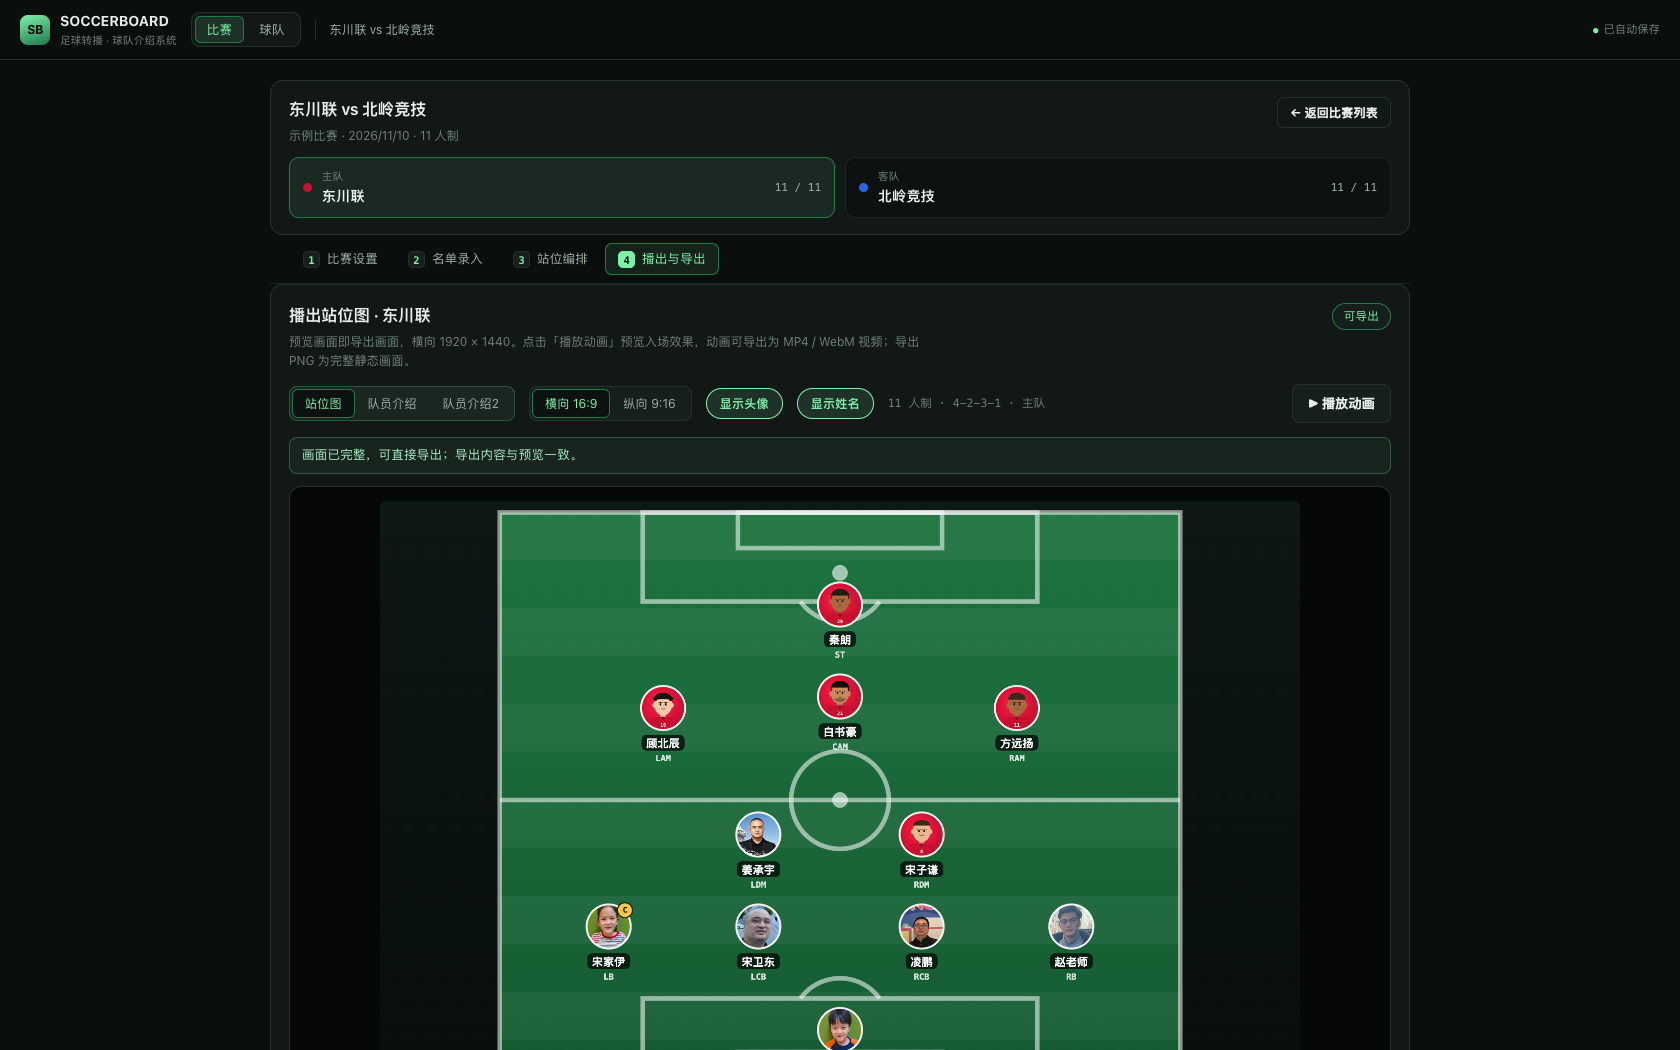 SB
SOCCERBOARD
足球转播 · 球队介绍系统
比赛
球队
东川联 vs 北岭竞技
已自动保存
东川联 vs 北岭竞技
示例比赛 · 2026/11/10 · 11 人制
← 返回比赛列表
主队
东川联
11 / 11
客队
北岭竞技
11 / 11
1 比赛设置
2 名单录入
3 站位编排
4 播出与导出
播出站位图 · 东川联
可导出
预览画面即导出画面，横向 1920 × 1440。点击「播放动画」预览入场效果，动画可导出为 MP4 / WebM 视频；导出
PNG 为完整静态画面。
站位图
队员介绍
队员介绍2
横向 16:9
纵向 9:16
显示头像
显示姓名
11 人制 · 4-2-3-1 · 主队
▶ 播放动画
画面已完整，可直接导出；导出内容与预览一致。
秦朗
ST
10
顾北辰
LAM
21
白书豪
CAM
11
方远扬
RAM
姜承宇
LDM
8
宋子谦
RDM
C
宋家伊
LB
宋卫东
LCB
凌鹏
RCB
赵老师
RB